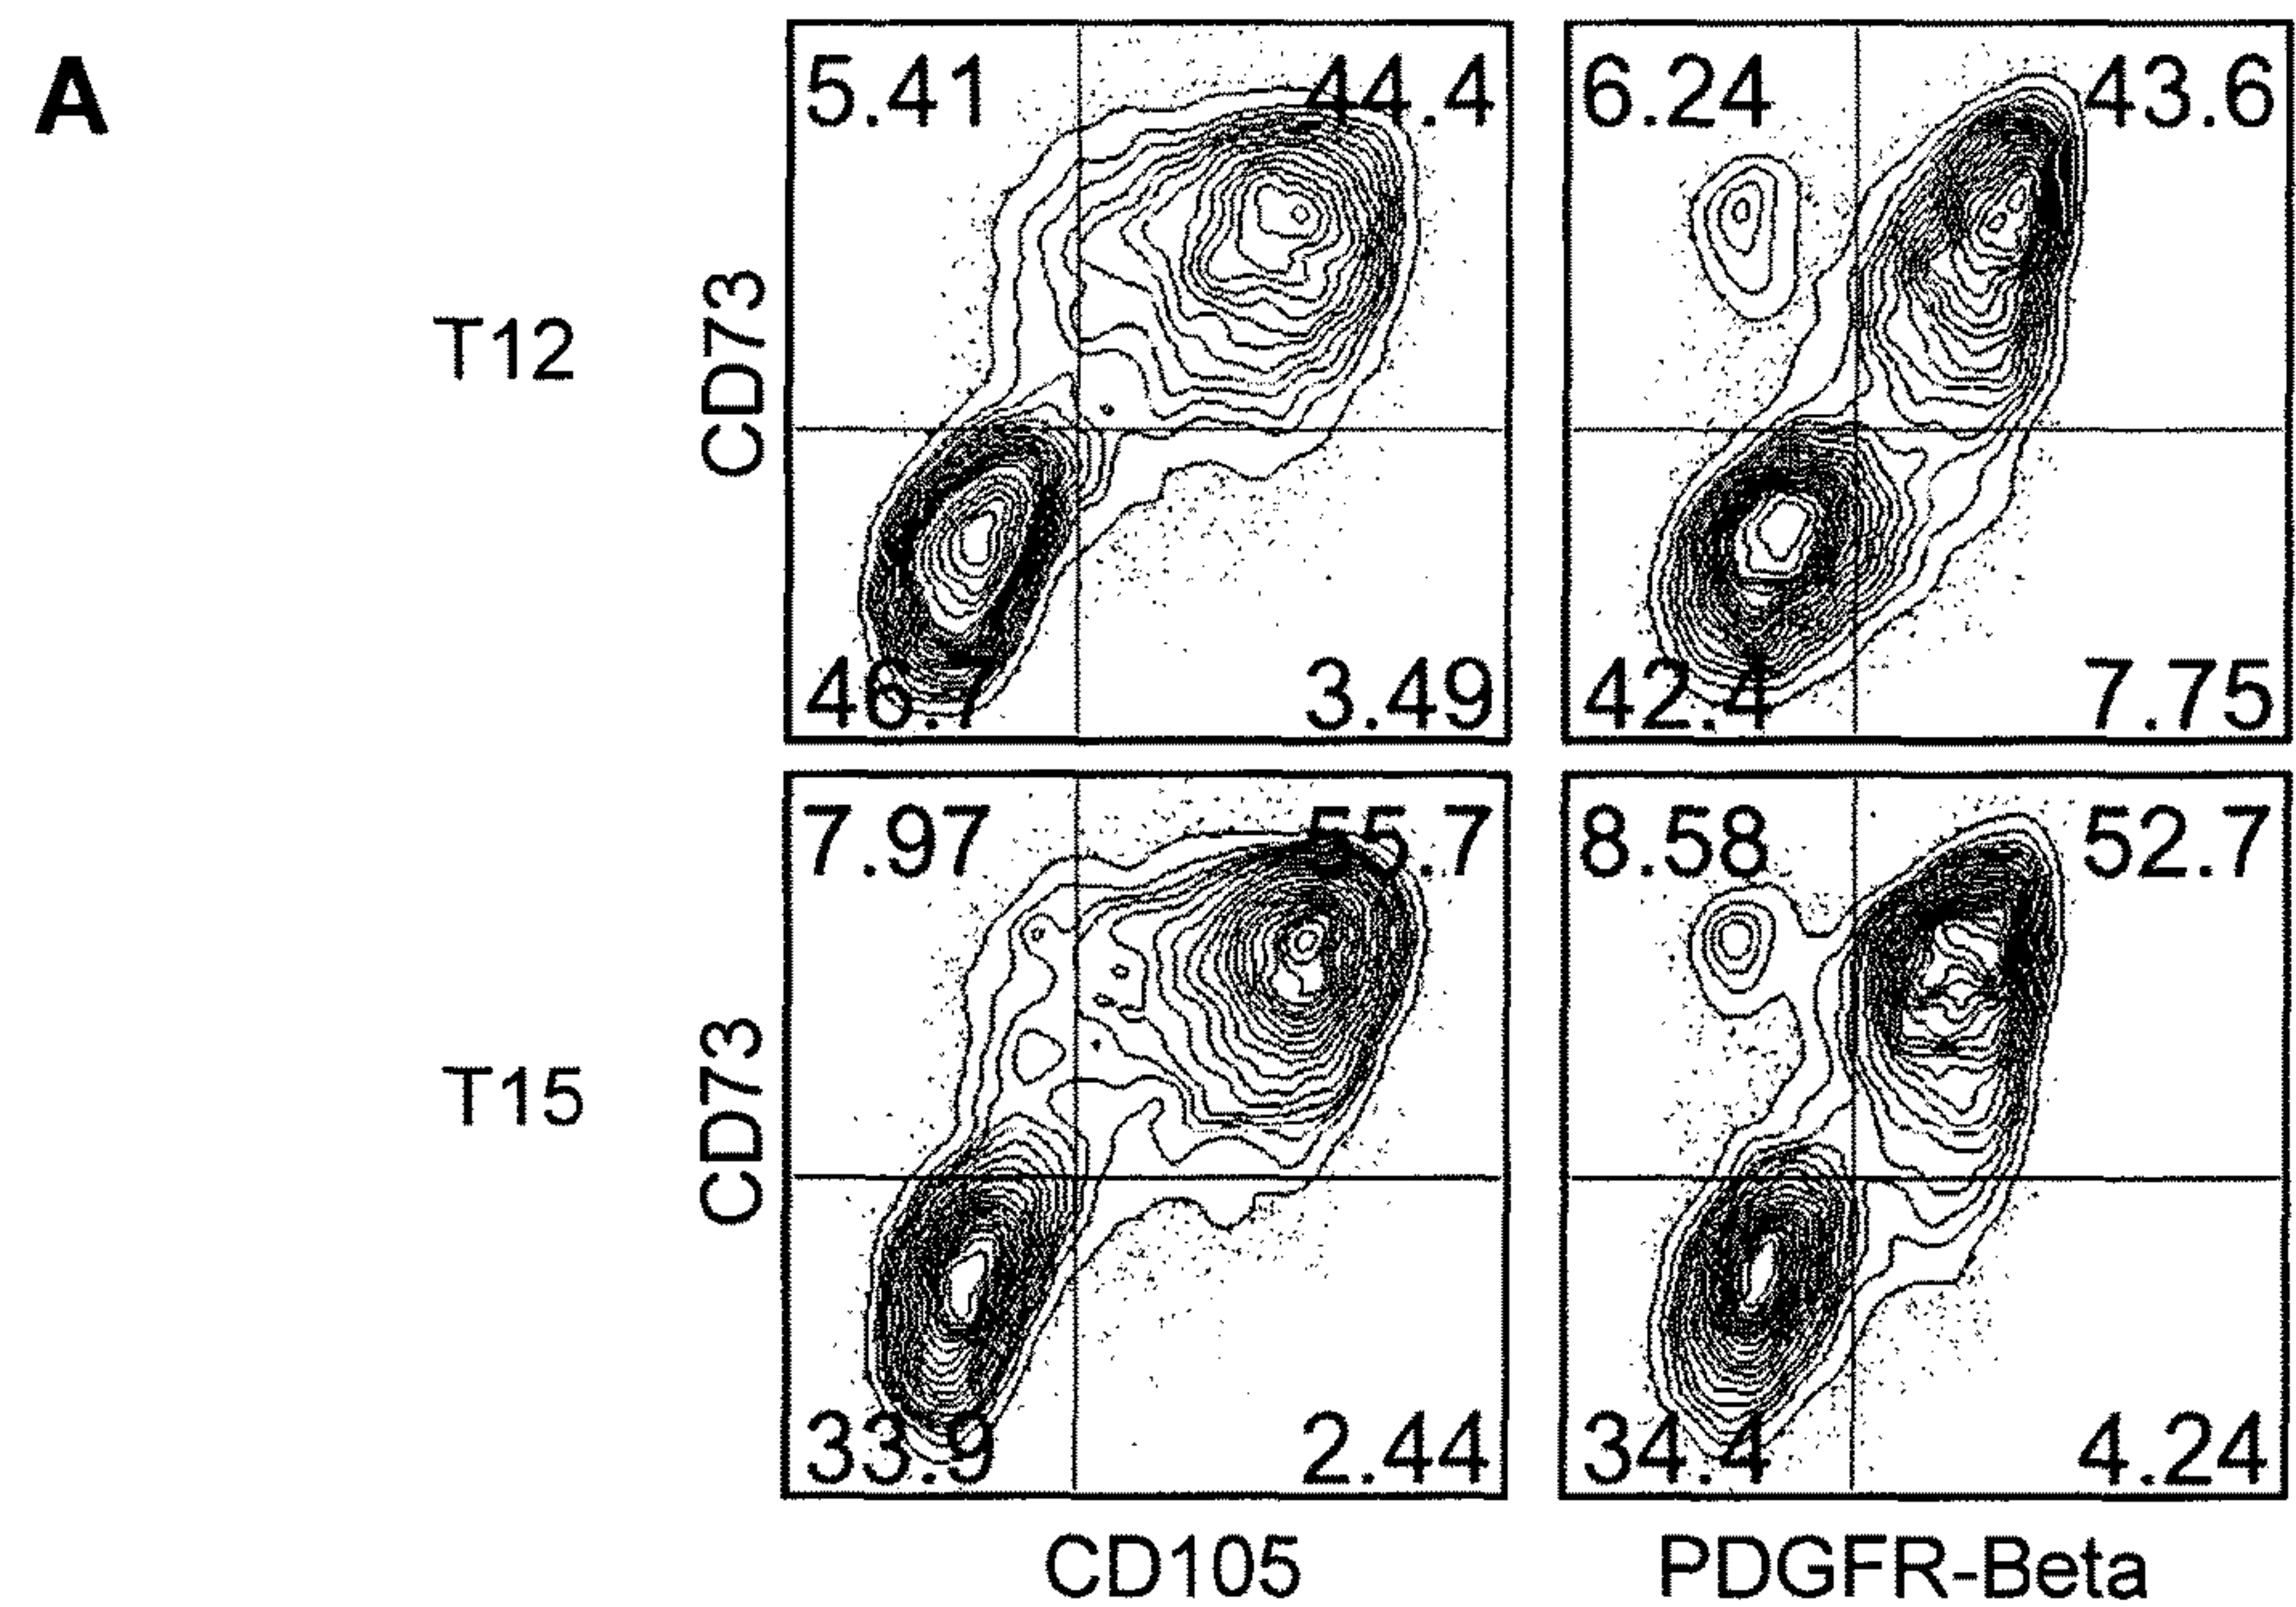 A
5.41 44.4 6.24 43.6
T12
CD73
46.7 3.49 42.4 7.75
7.97 55.7 8.58 52.7
T15
CD73
33.9 2.44 34.4 4.24
CD105 PDGFR-Beta